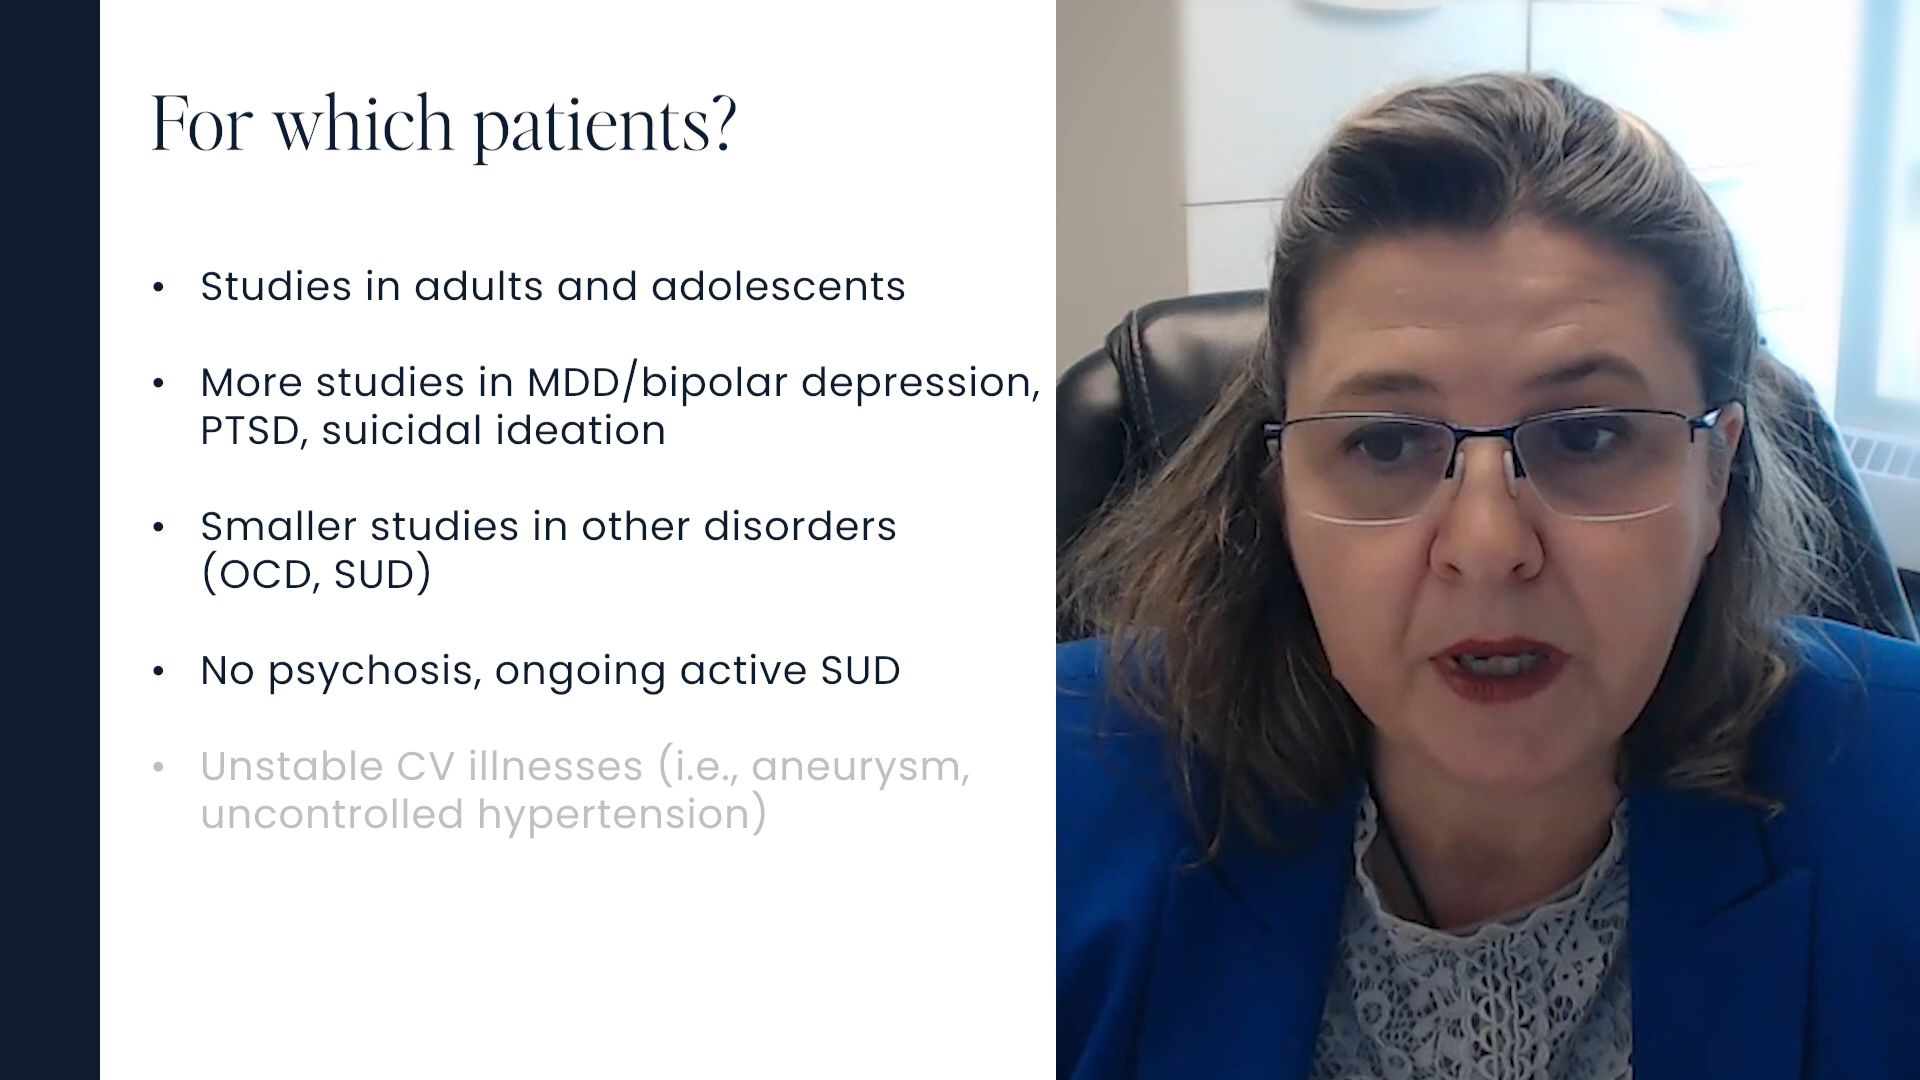 For which patients?
• Studies in adults and adolescents
• More studies in MDD/bipolar depression,
PTSD, suicidal ideation
• Smaller studies in other disorders
(OCD, SUD)
• No psychosis, ongoing active SUD
• Unstable CV illnesses (i.e., aneurysm,
uncontrolled hypertension)